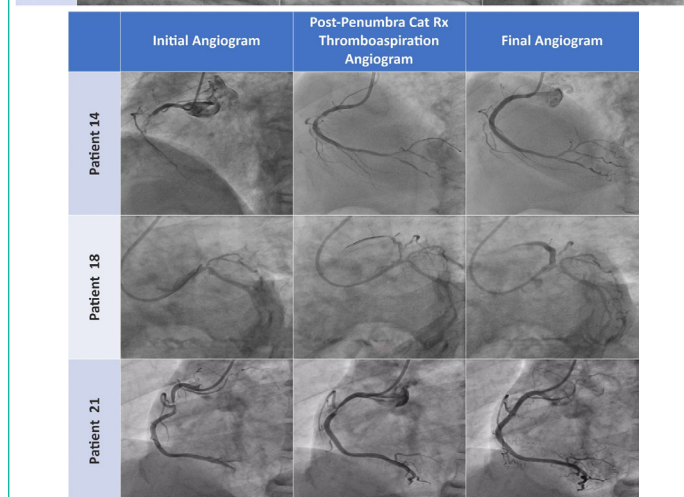 Initial Angiogram
Post-Penumbra Cat Rx
Thromboaspiration
Angiogram
Final Angiogram
Patient 14
Patient 18
Patient 21